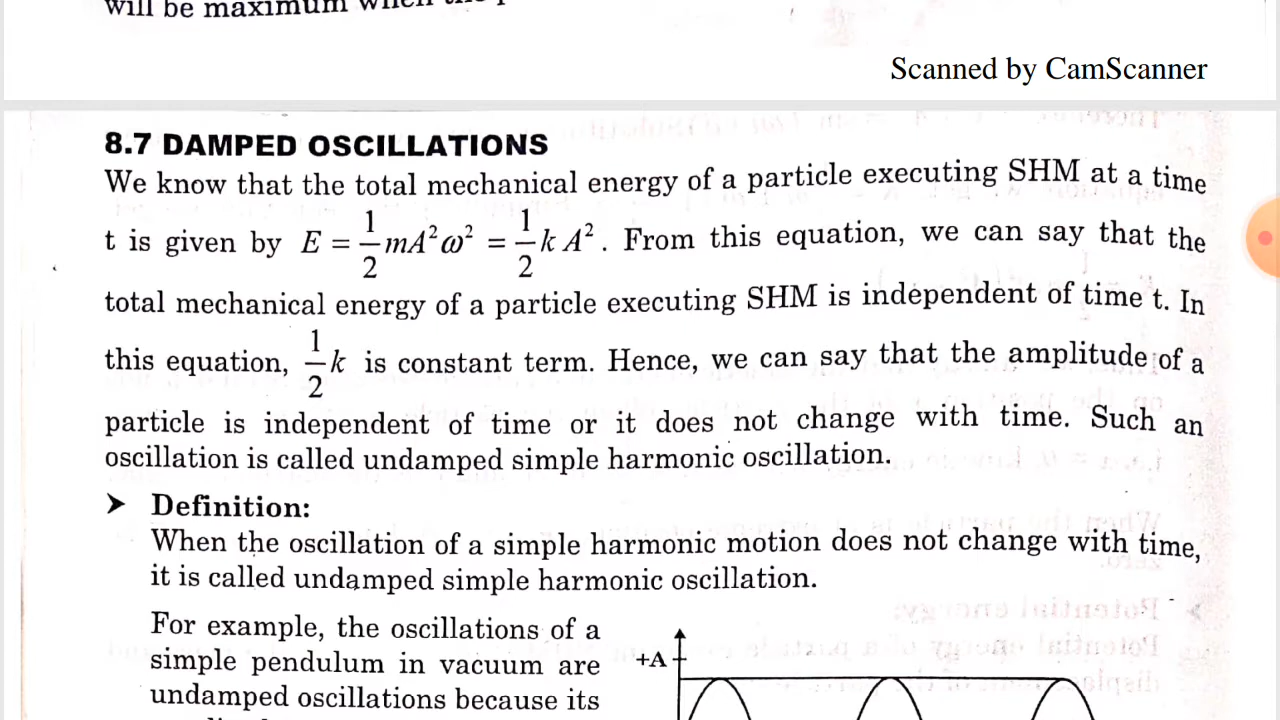 will be maximum when the p
Scanned by CamScanner
8.7 DAMPED OSCILLATIONS
We know that the total mechanical energy of a particle executing SHM at a time
t is given by E = 1/2 mA²ω² = 1/2 k A². From this equation, we can say that the
total mechanical energy of a particle executing SHM is independent of time t. In
this equation, 1/2 k is constant term. Hence, we can say that the amplitude of a
particle is independent of time or it does not change with time. Such an
oscillation is called undamped simple harmonic oscillation.
➤ Definition:
When the oscillation of a simple harmonic motion does not change with time,
it is called undamped simple harmonic oscillation.
For example, the oscillations of a
simple pendulum in vacuum are
undamped oscillations because its
+A